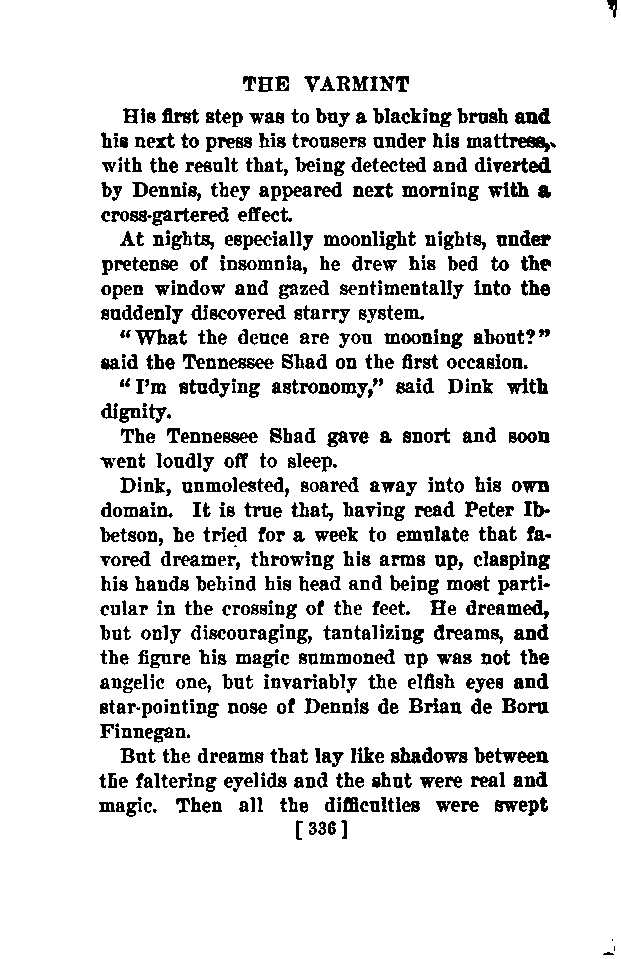 THE VARMINT
His first step was to buy a blacking brush and
his next to press his trousers under his mattress,
with the result that, being detected and diverted
by Dennis, they appeared next morning with a
cross-gartered effect.
At nights, especially moonlight nights, under
pretense of insomnia, he drew his bed to the
open window and gazed sentimentally into the
suddenly discovered starry system.
"What the deuce are you mooning about?"
said the Tennessee Shad on the first occasion.
"I'm studying astronomy," said Dink with
dignity.
The Tennessee Shad gave a snort and soon
went loudly off to sleep.
Dink, unmolested, soared away into his own
domain. It is true that, having read Peter Ib-
betson, he tried for a week to emulate that fa-
vored dreamer, throwing his arms up, clasping
his hands behind his head and being most parti-
cular in the crossing of the feet. He dreamed,
but only discouraging, tantalizing dreams, and
the figure his magic summoned up was not the
angelic one, but invariably the elfish eyes and
star-pointing nose of Dennis de Brian de Boru
Finnegan.
But the dreams that lay like shadows between
the faltering eyelids and the shut were real and
magic. Then all the difficulties were swept
[336]